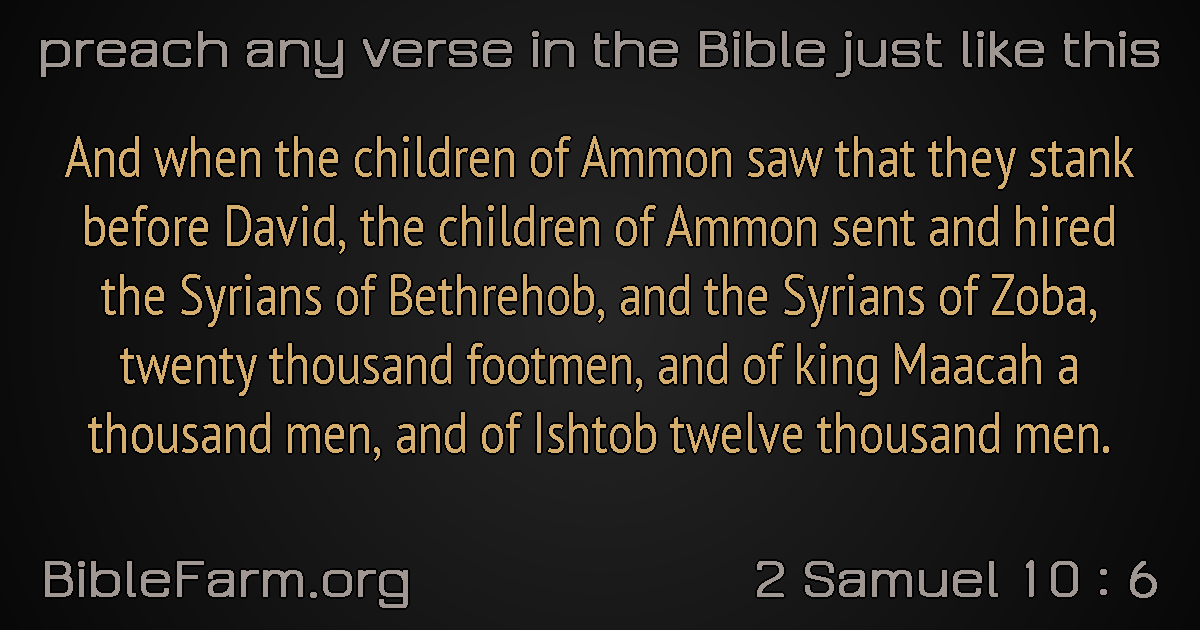 preach any verse in the Bible just like this
And when the children of Ammon saw that they stank
before David, the children of Ammon sent and hired
the Syrians of Bethrehob, and the Syrians of Zoba,
twenty thousand footmen, and of king Maacah a
thousand men, and of Ishtob twelve thousand men.
BibleFarm.org
2 Samuel 10 : 6